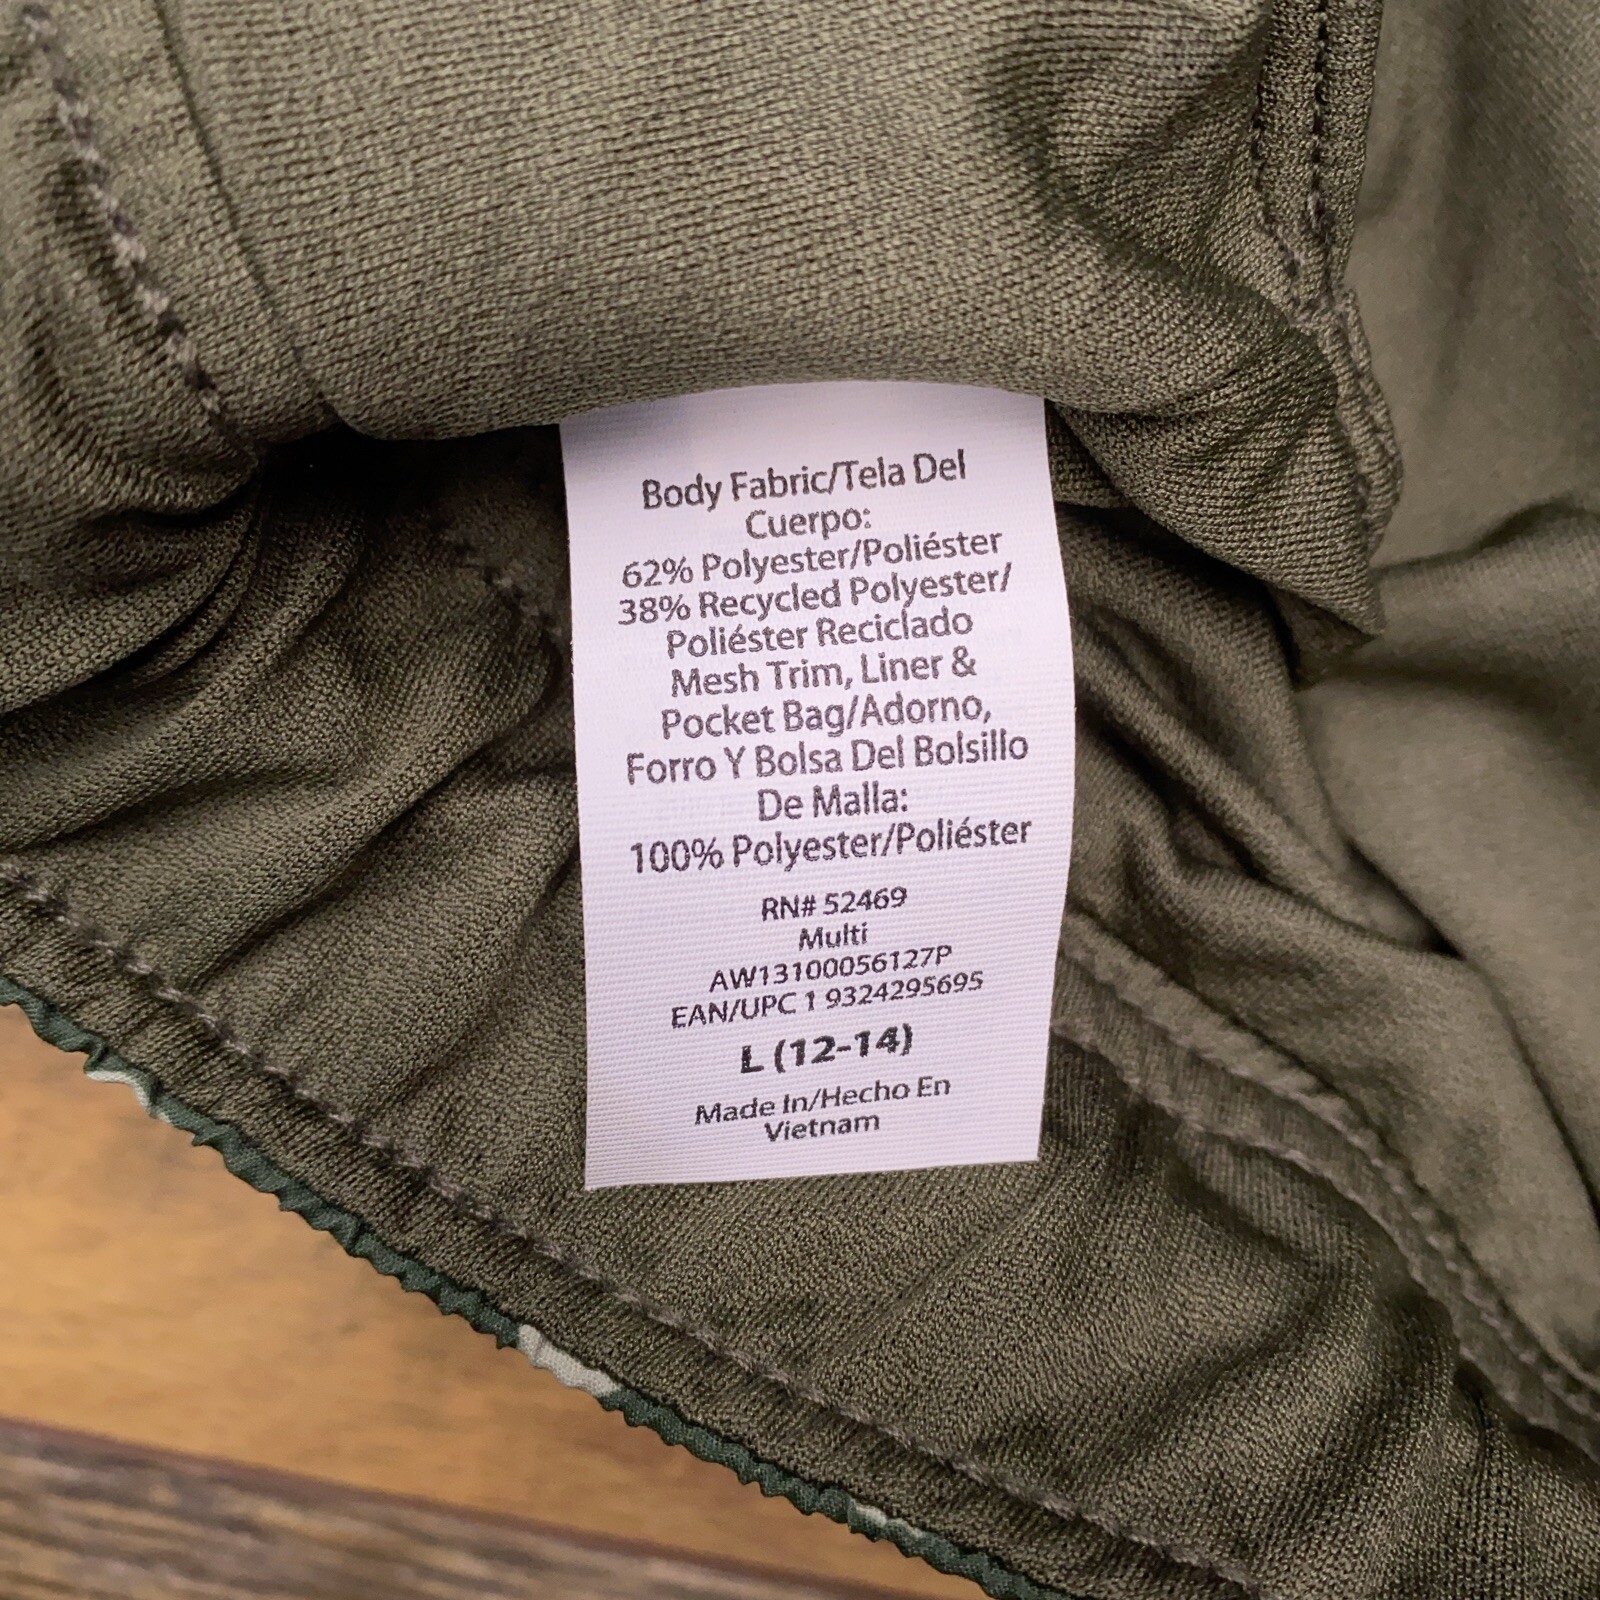 Body Fabric/Tela Del
Cuerpo:
62% Polyester/Poliéster
38% Recycled Polyester/
Poliéster Reciclado
Mesh Trim, Liner &
Pocket Bag/Adorno,
Forro Y Bolsa Del Bolsillo
De Malla:
100% Polyester/Poliéster
RN# 52469
Multi
AW13100056127P
EAN/UPC 1 9324295695
L (12-14)
Made In/Hecho En
Vietnam